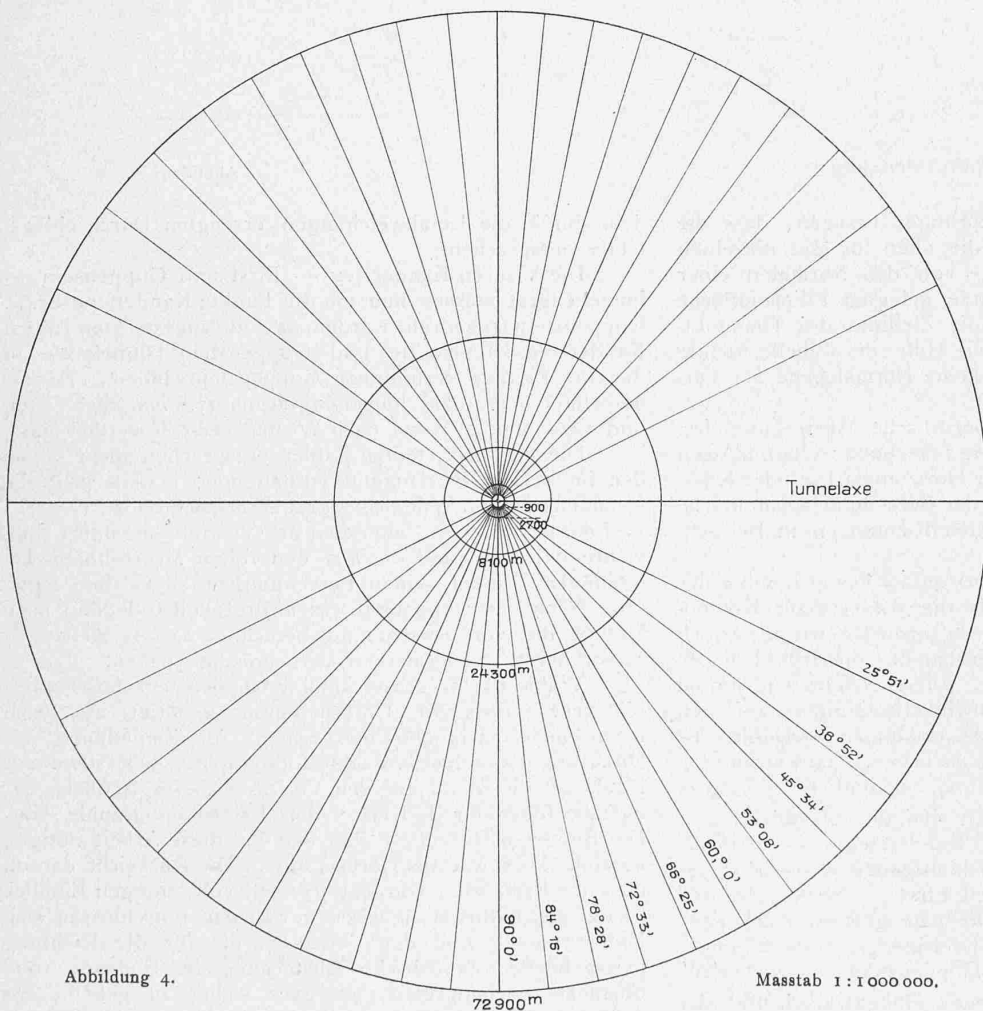 Tunnelaxe
900
2700
8100ᵐ
24300ᵐ
25°51'
36°52'
45°34'
53°08'
60°0'
66°25'
72°33'
78°28'
84°16'
90°0'
Abbildung 4.
Masstab 1:1000000.
72900ᵐ